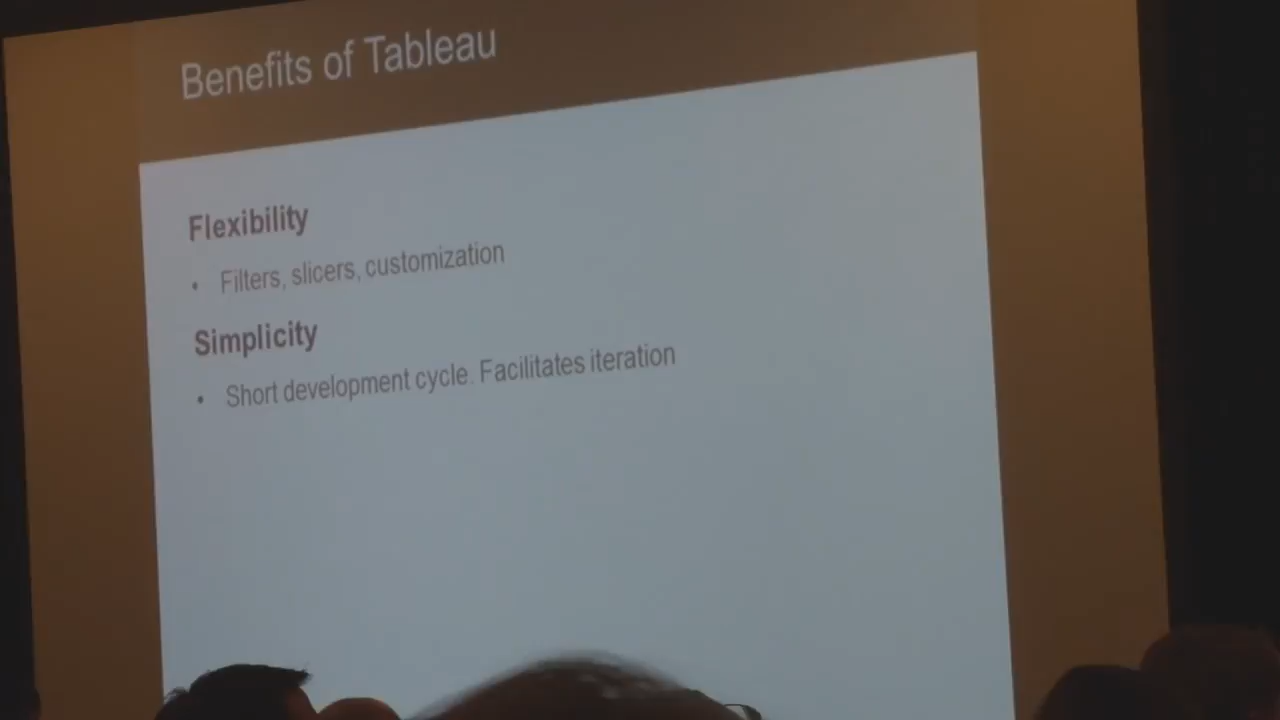 Benefits of Tableau
Flexibility
• Filters, slicers, customization
Simplicity
• Short development cycle. Facilitates iteration